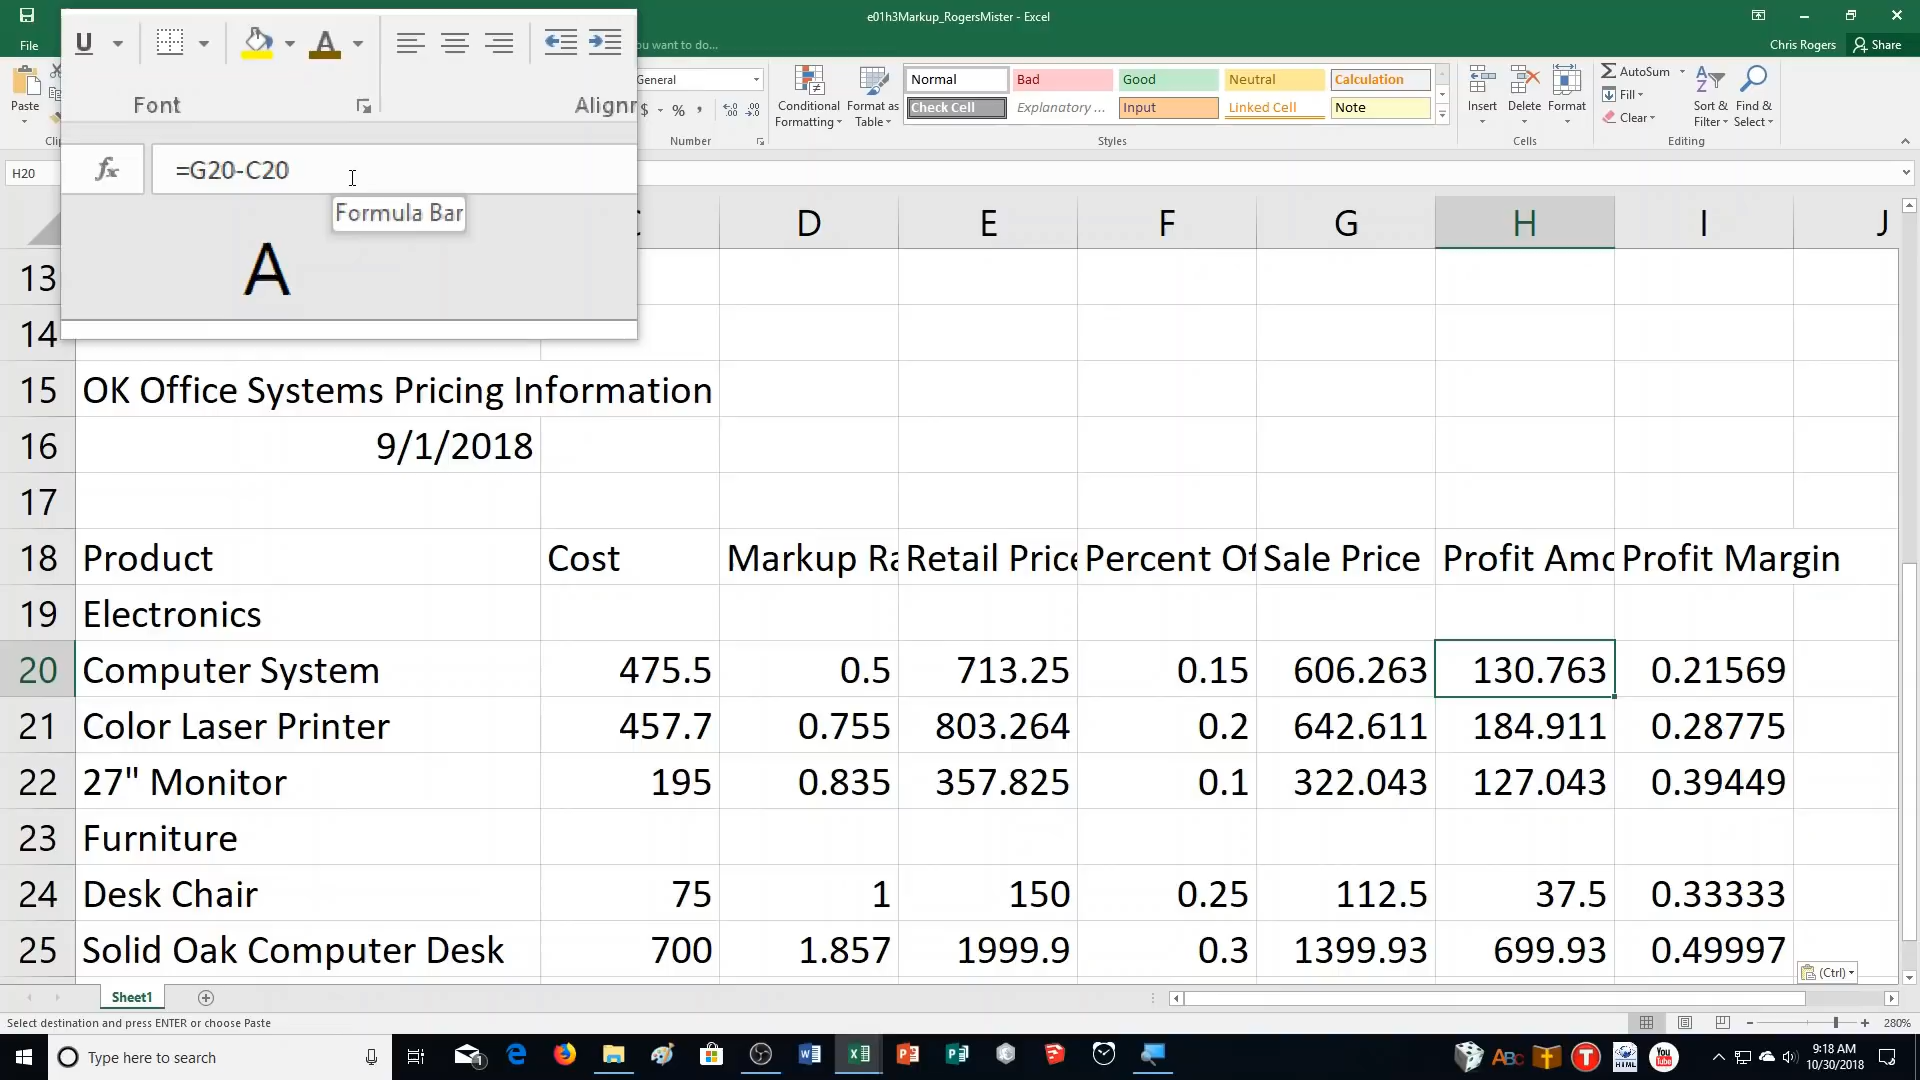 e01h3Markup_RogersMister - Excel
File
you want to do...
Chris Rogers
Share
Paste
U
A
Font
Alignr
General
$ % ,
Number
Conditional Formatting
Format as Table
Normal Bad Good Neutral Calculation
Check Cell Explanatory ... Input Linked Cell Note
Styles
Insert Delete Format
Cells
AutoSum
Fill
Clear
Sort & Filter
Find & Select
Editing
H20
fx =G20-C20
Formula Bar
A
D E F G H I J
13
14
15 OK Office Systems Pricing Information
16 9/1/2018
17
18 Product Cost Markup Ra Retail Price Percent Of Sale Price Profit Amo Profit Margin
19 Electronics
20 Computer System 475.5 0.5 713.25 0.15 606.263 130.763 0.21569
21 Color Laser Printer 457.7 0.755 803.264 0.2 642.611 184.911 0.28775
22 27" Monitor 195 0.835 357.825 0.1 322.043 127.043 0.39449
23 Furniture
24 Desk Chair 75 1 150 0.25 112.5 37.5 0.33333
25 Solid Oak Computer Desk 700 1.857 1999.9 0.3 1399.93 699.93 0.49997
(Ctrl)
Sheet1
Select destination and press ENTER or choose Paste
280%
Type here to search
9:18 AM
10/30/2018